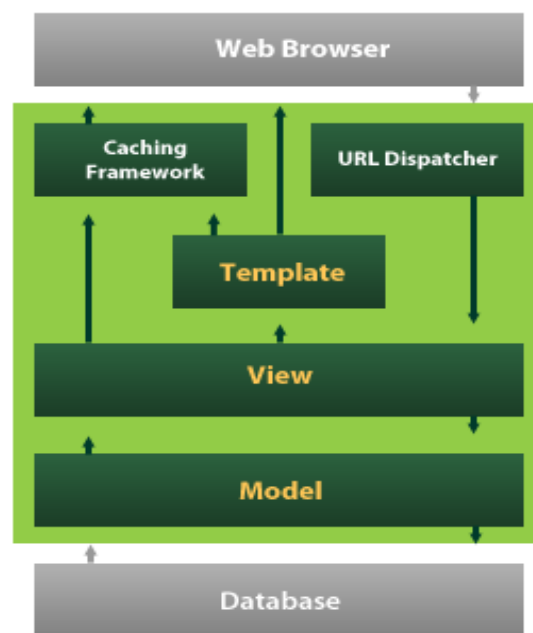 Web Browser
Caching
Framework
URL Dispatcher
Template
View
Model
Database